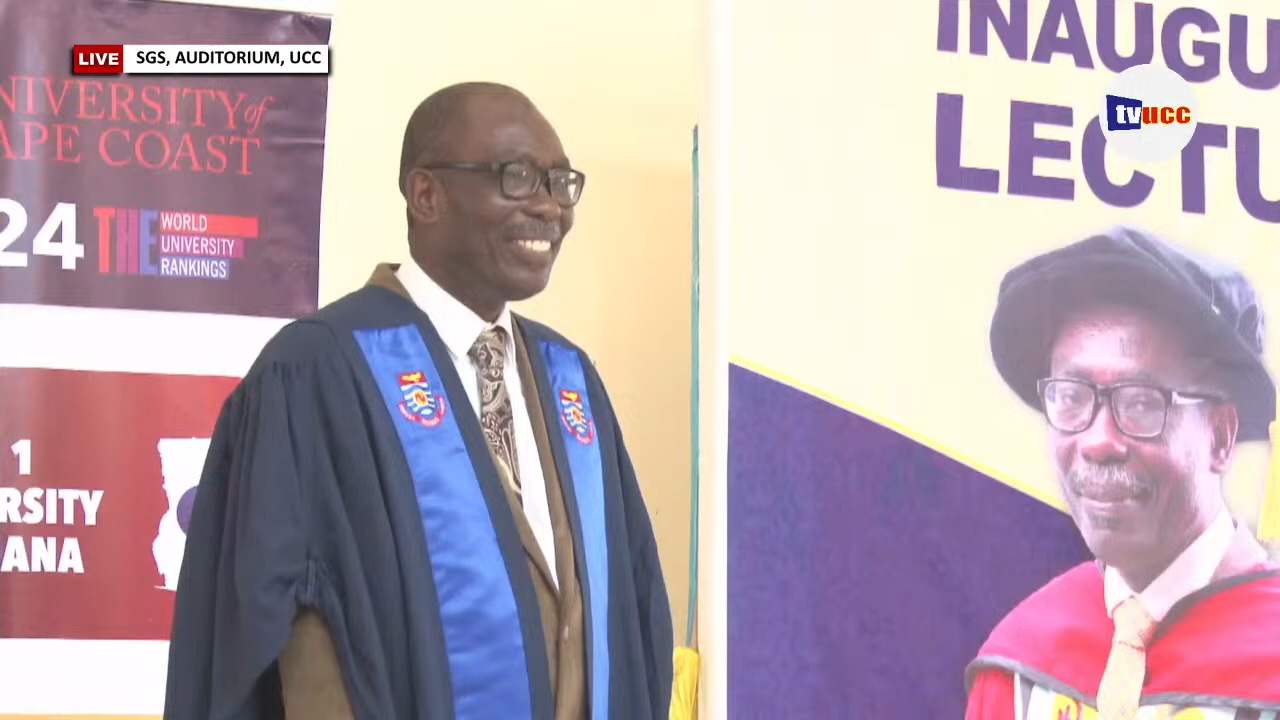 LIVE SGS, AUDITORIUM, UCC
NIVERSITY of
APE COAST
24 THE WORLD
UNIVERSITY
RANKINGS
1
RSITY
ANA
INAUGU
LECTU
tvucc